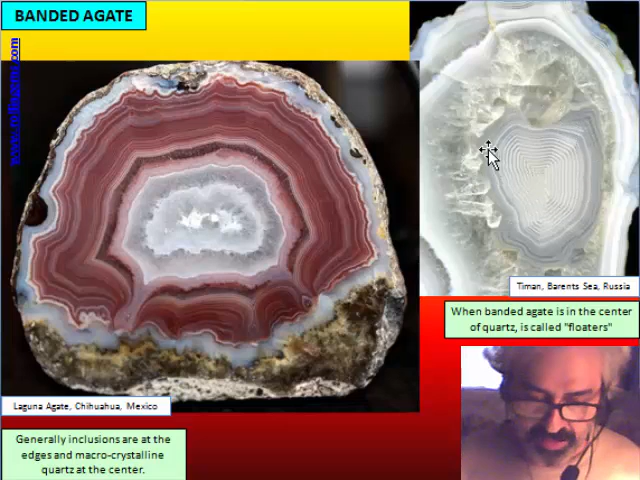 BANDED AGATE
Timan, Barents Sea, Russia
When banded agate is in the center
of quartz, is called "floaters"
Laguna Agate, Chihuahua, Mexico
Generally inclusions are at the
edges and macro-crystalline
quartz at the center.